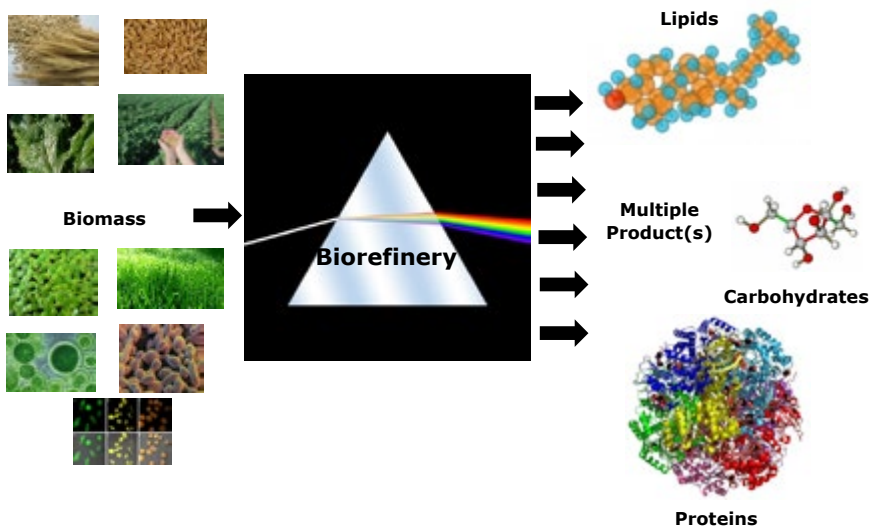 Lipids
Biomass
Biorefinery
Multiple
Product(s)
Carbohydrates
Proteins